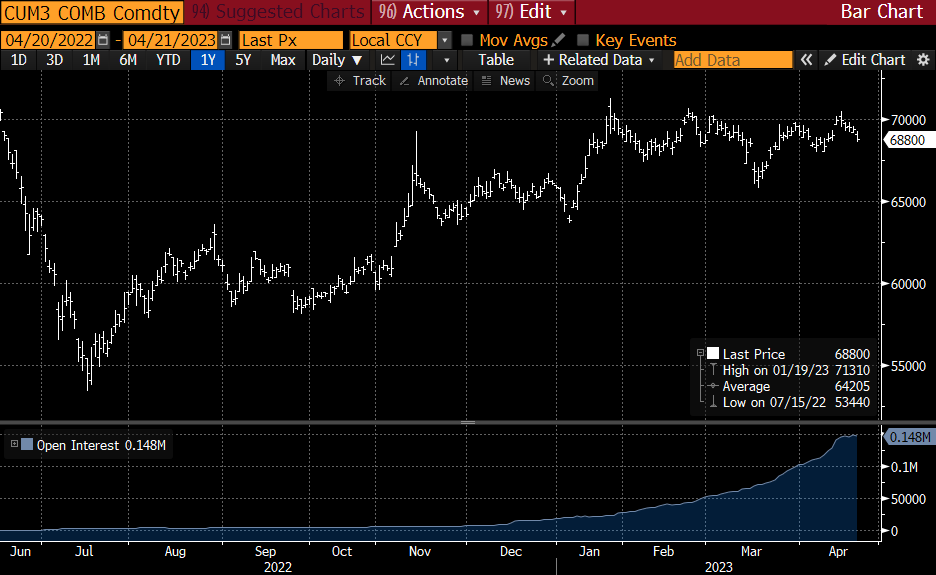 CUM3 COMB Comdty 94) Suggested Charts 96) Actions 97) Edit Bar Chart
04/20/2022 - 04/21/2023 Last Px Local CCY Mov Avgs Key Events
1D 3D 1M 6M YTD 1Y 5Y Max Daily ▼ Table + Related Data Add Data « Edit Chart
Track Annotate News Zoom
70000
68800
65000
60000
55000
Last Price 68800
High on 01/19/23 71310
Average 64205
Low on 07/15/22 53440
Open Interest 0.148M
0.148M
0.1M
50000
0
Jun Jul Aug Sep Oct Nov Dec Jan Feb Mar Apr
2022 2023